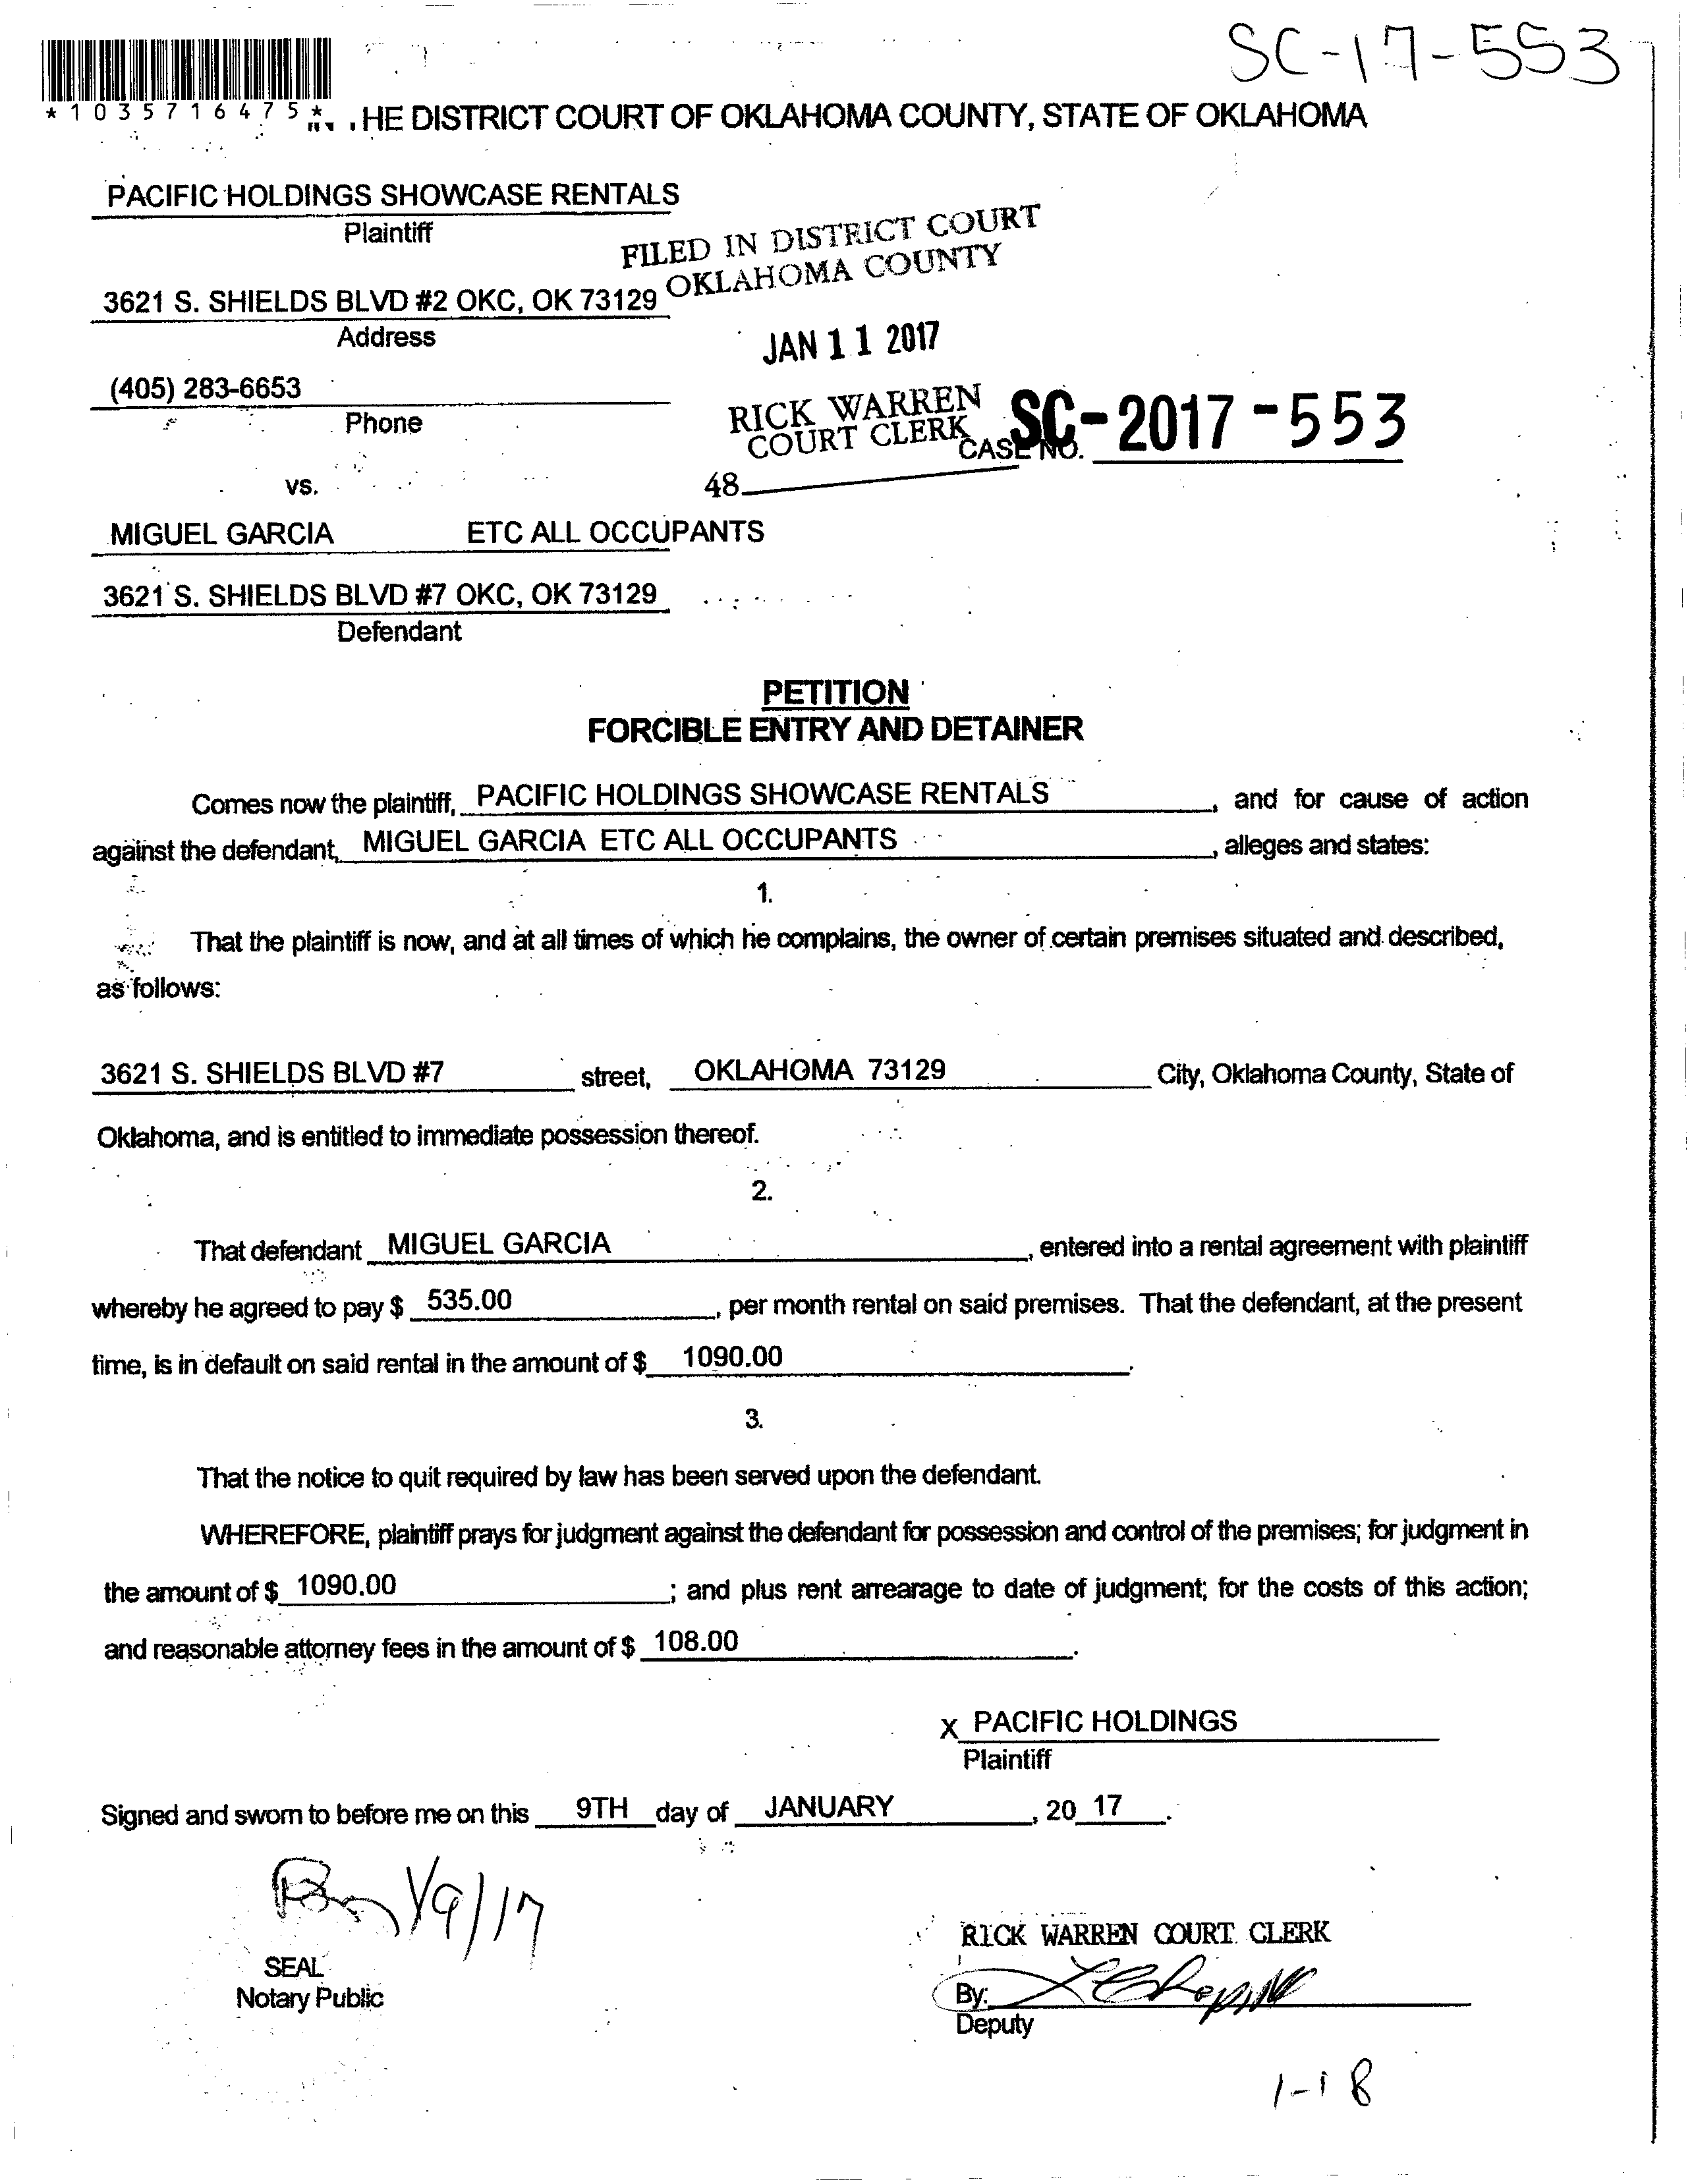 SC-17-553
*1035716475*
HE DISTRICT COURT OF OKLAHOMA COUNTY, STATE OF OKLAHOMA
PACIFIC HOLDINGS SHOWCASE RENTALS
Plaintiff
FILED IN DISTRICT COURT
OKLAHOMA COUNTY
3621 S. SHIELDS BLVD #2 OKC, OK 73129
Address
JAN 11 2017
(405) 283-6653
Phone
RICK WARREN
COURT CLERK
CASE NO. SC-2017-553
48
vs.
MIGUEL GARCIA ETC ALL OCCUPANTS
3621 S. SHIELDS BLVD #7 OKC, OK 73129
Defendant
PETITION
FORCIBLE ENTRY AND DETAINER
Comes now the plaintiff, PACIFIC HOLDINGS SHOWCASE RENTALS, and for cause of action
against the defendant, MIGUEL GARCIA ETC ALL OCCUPANTS, alleges and states:
1.
That the plaintiff is now, and at all times of which he complains, the owner of certain premises situated and described,
as follows:
3621 S. SHIELDS BLVD #7 street, OKLAHOMA 73129 City, Oklahoma County, State of
Oklahoma, and is entitled to immediate possession thereof.
2.
That defendant MIGUEL GARCIA, entered into a rental agreement with plaintiff
whereby he agreed to pay $ 535.00, per month rental on said premises. That the defendant, at the present
time, is in default on said rental in the amount of $ 1090.00.
3.
That the notice to quit required by law has been served upon the defendant.
WHEREFORE, plaintiff prays for judgment against the defendant for possession and control of the premises; for judgment in
the amount of $ 1090.00; and plus rent arrearage to date of judgment; for the costs of this action;
and reasonable attorney fees in the amount of $ 108.00.
X PACIFIC HOLDINGS
Plaintiff
Signed and sworn to before me on this 9TH day of JANUARY, 20 17.
1/9/17
RICK WARREN COURT CLERK
SEAL
Notary Public
By:
Deputy
1-18